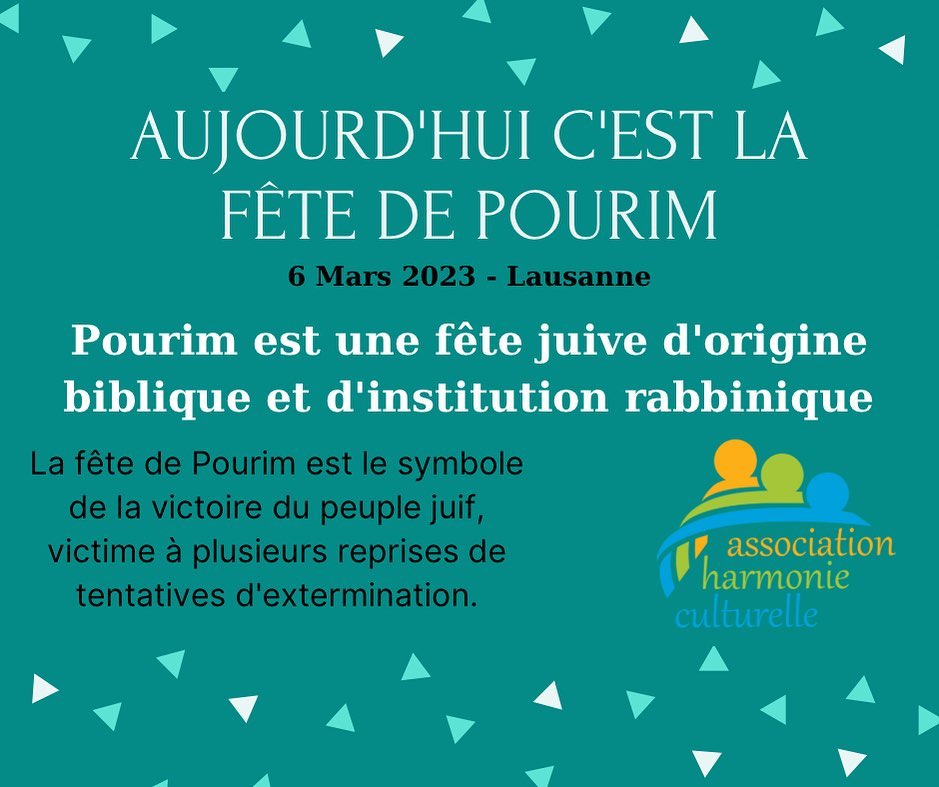 AUJOURD'HUI C'EST LA
FÊTE DE POURIM
6 Mars 2023 - Lausanne
Pourim est une fête juive d'origine
biblique et d'institution rabbinique
La fête de Pourim est le symbole
de la victoire du peuple juif,
victime à plusieurs reprises de
tentatives d'extermination.
association
harmonie
culturelle